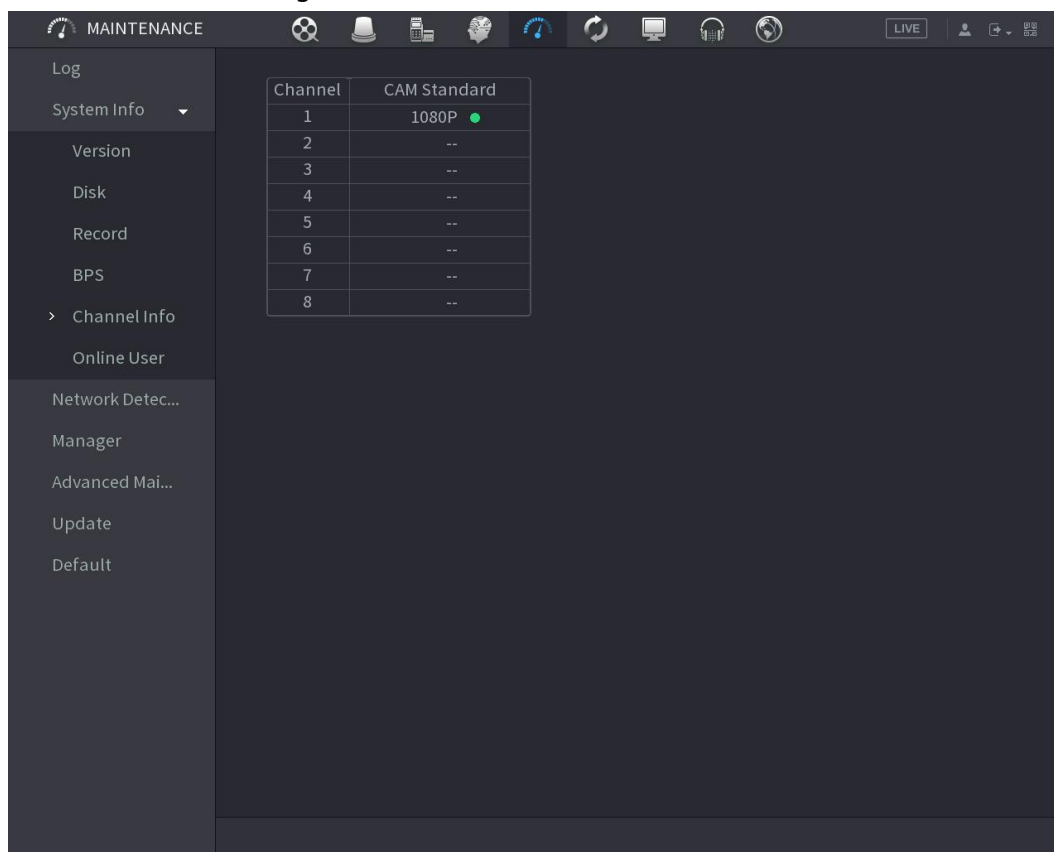 MAINTENANCE
LIVE
Log
System Info
Version
Disk
Record
BPS
Channel Info
Online User
Network Detec...
Manager
Advanced Mai...
Update
Default
Channel CAM Standard
1 1080P
2 --
3 --
4 --
5 --
6 --
7 --
8 --